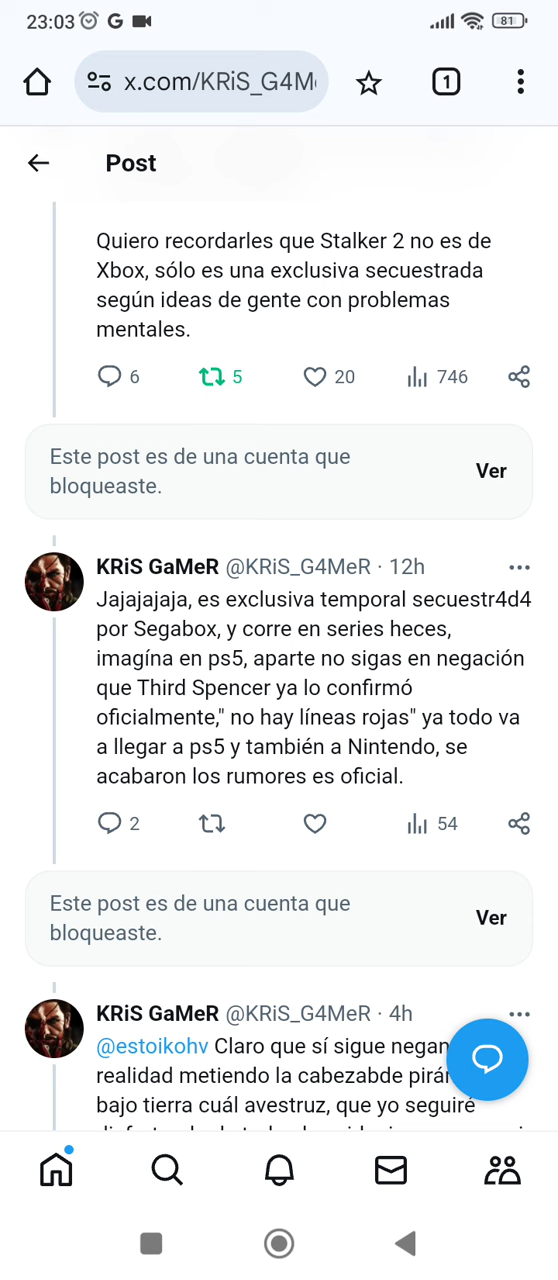 23:03 G 81
x.com/KRiS_G4M
1
Post
Quiero recordarles que Stalker 2 no es de
Xbox, sólo es una exclusiva secuestrada
según ideas de gente con problemas
mentales.
6 5 20 746
Este post es de una cuenta que
bloqueaste.
Ver
KRiS GaMeR @KRiS_G4MeR · 12h
Jajajajaja, es exclusiva temporal secuestr4d4
por Segabox, y corre en series heces,
imagína en ps5, aparte no sigas en negación
que Third Spencer ya lo confirmó
oficialmente," no hay líneas rojas" ya todo va
a llegar a ps5 y también a Nintendo, se
acabaron los rumores es oficial.
2 54
Este post es de una cuenta que
bloqueaste.
Ver
KRiS GaMeR @KRiS_G4MeR · 4h
@estoikohv Claro que sí sigue negan
realidad metiendo la cabezabde pirár
bajo tierra cuál avestruz, que yo seguiré